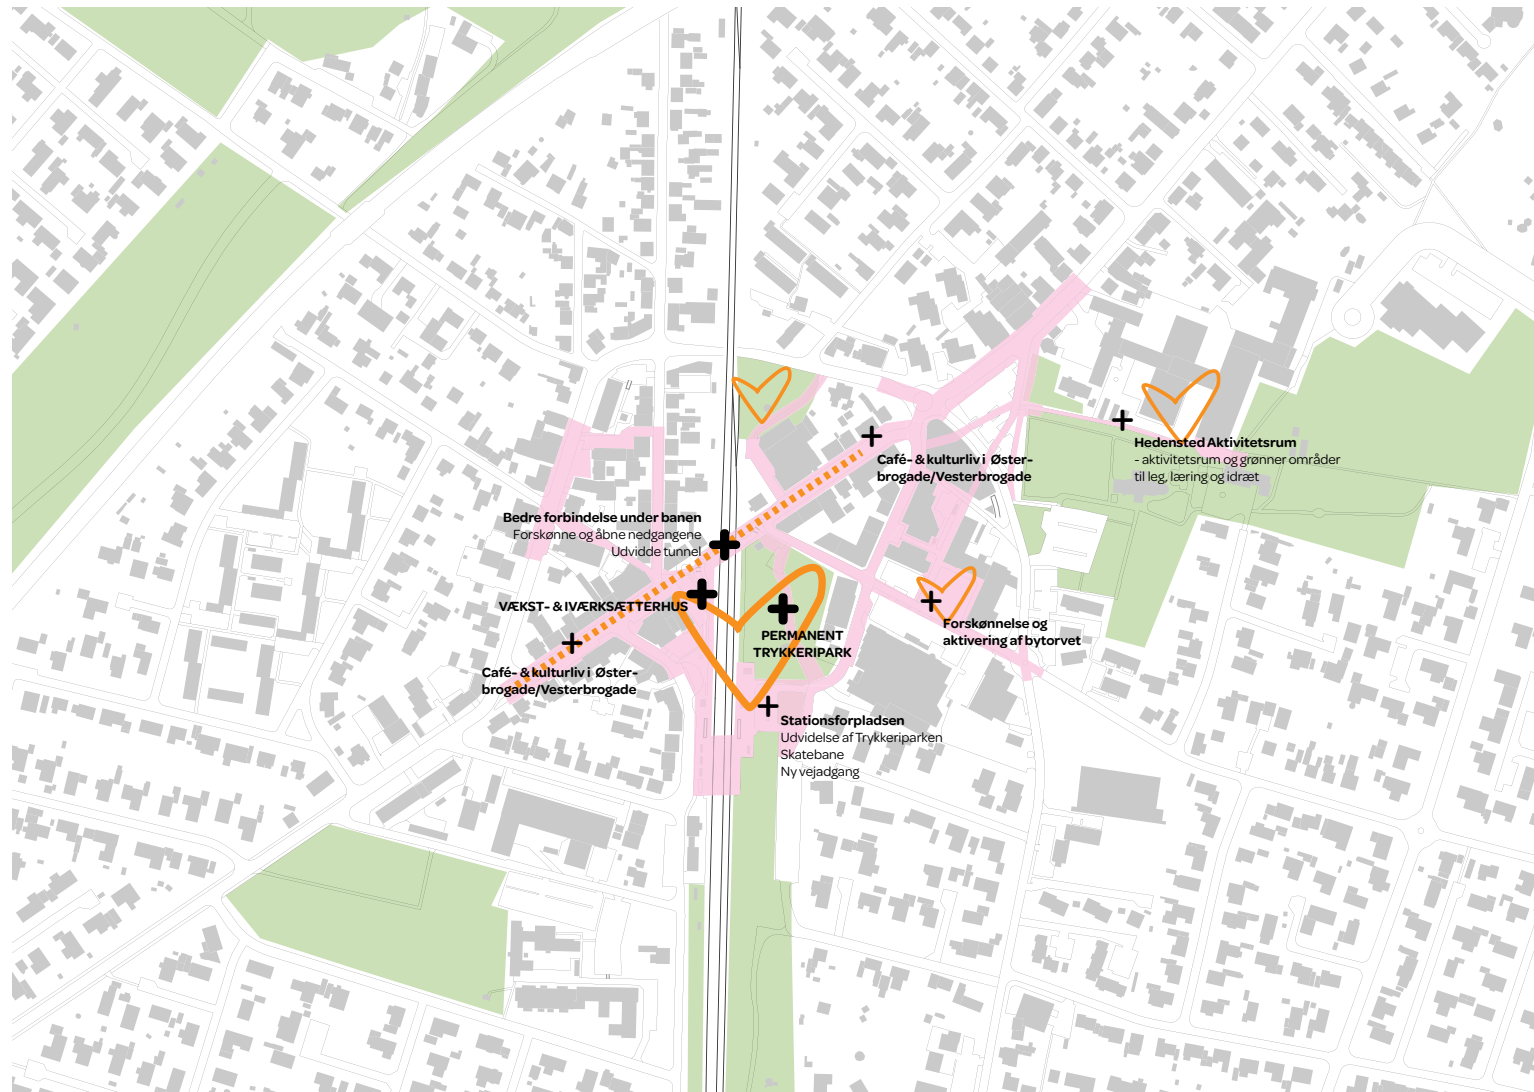 Hedensted Aktivitetsrum
- aktivitetsrum og grønner områder
til leg, læring og idræt
Café- & kulturliv i Øster-
brogade/Vesterbrogade
Bedre forbindelse under banen
Forskønne og åbne nedgangene
Udvidde tunnel
VÆKST- & IVÆRKSÆTTERHUS
PERMANENT
TRYKKERIPARK
Forskønnelse og
aktivering af bytorvet
Café- & kulturliv i Øster-
brogade/Vesterbrogade
Stationsforpladsen
Udvidelse af Trykkeriparken
Skatebane
Ny vejadgang